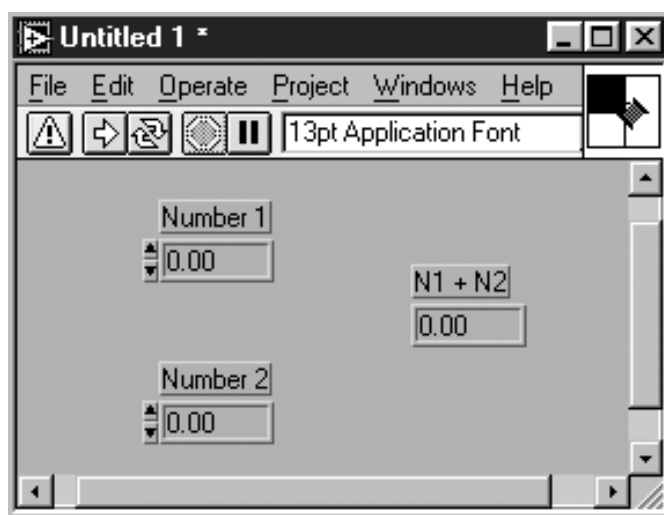 Untitled 1 *
File Edit Operate Project Windows Help
13pt Application Font
Number 1
0.00
N1 + N2
0.00
Number 2
0.00